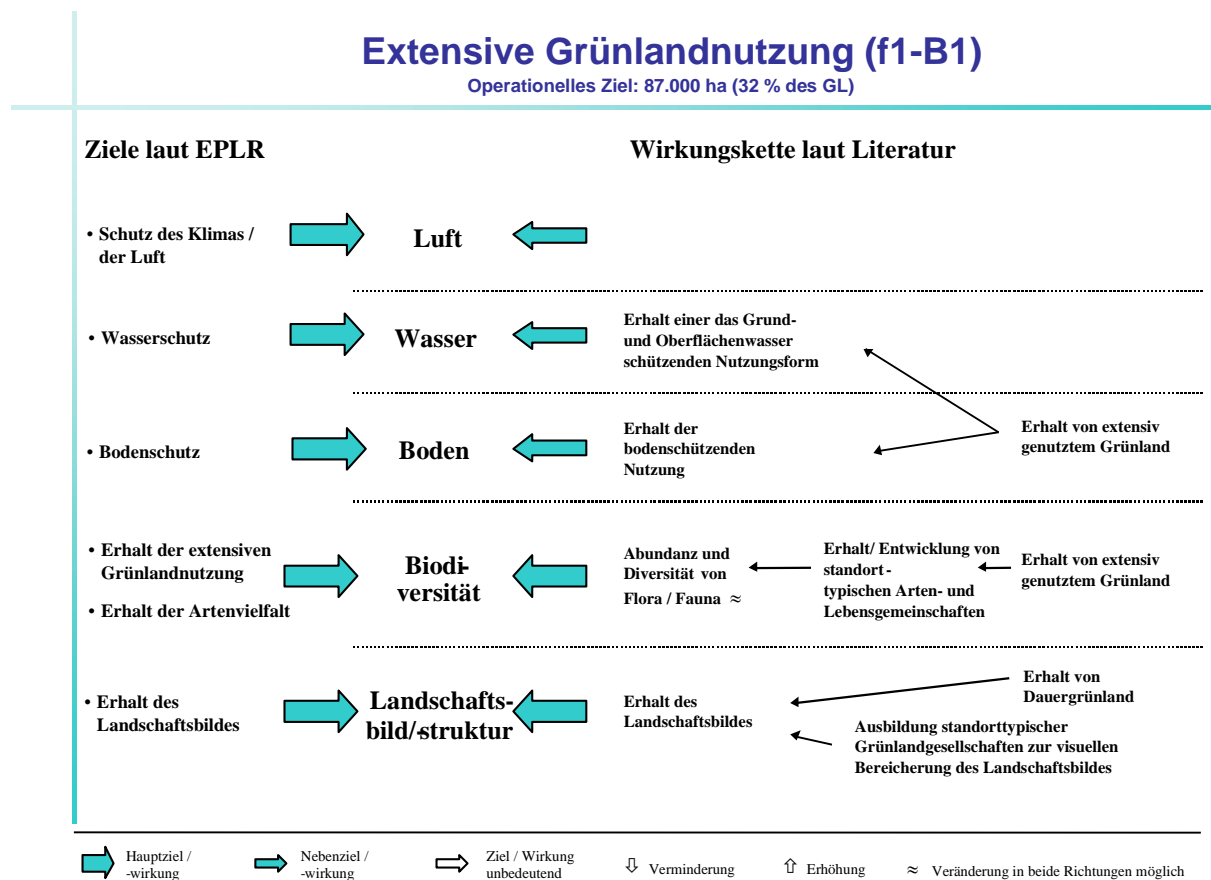 Extensive Grünlandnutzung (f1-B1)
Operationelles Ziel: 87.000 ha (32 % des GL)
Ziele laut EPLR
Wirkungskette laut Literatur
• Schutz des Klimas /
der Luft
Luft
• Wasserschutz
Wasser
Erhalt einer das Grund-
und Oberflächenwasser
schützenden Nutzungsform
• Bodenschutz
Boden
Erhalt der
bodenschützenden
Nutzung
Erhalt von extensiv
genutztem Grünland
• Erhalt der extensiven
Grünlandnutzung
• Erhalt der Artenvielfalt
Biodi-
versität
Abundanz und
Diversität von
Flora / Fauna ≈
Erhalt/ Entwicklung von
standort-
typischen Arten- und
Lebensgemeinschaften
Erhalt von extensiv
genutztem Grünland
• Erhalt des
Landschaftsbildes
Landschafts-
bild/-struktur
Erhalt des
Landschaftsbildes
Erhalt von
Dauergrünland
Ausbildung standorttypischer
Grünlandgesellschaften zur visuellen
Bereicherung des Landschaftsbildes
Hauptziel /
-wirkung
Nebenziel /
-wirkung
Ziel / Wirkung
unbedeutend
⇩ Verminderung
⇧ Erhöhung
≈ Veränderung in beide Richtungen möglich